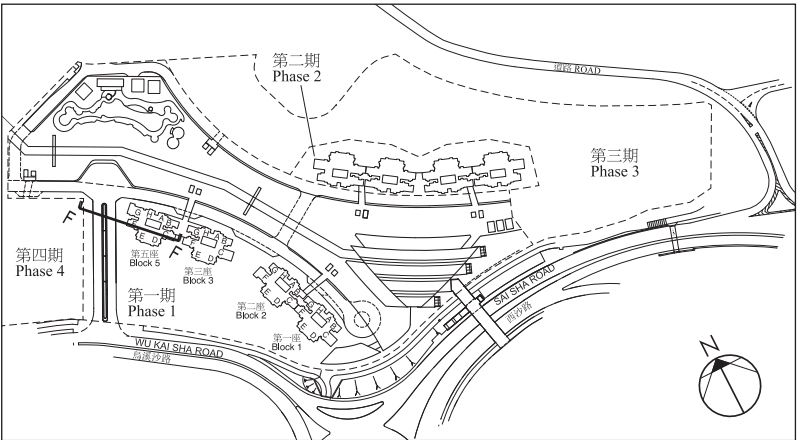 第二期
Phase 2
道路 ROAD
第三期
Phase 3
F
F
第四期
Phase 4
第五座
Block 5
第三座
Block 3
第一期
Phase 1
第二座
Block 2
第一座
Block 1
G
H
A
B
E
D
G
H
A
B
E
D
SAI SHA ROAD
西沙路
WU KAI SHA ROAD
烏溪沙路
N